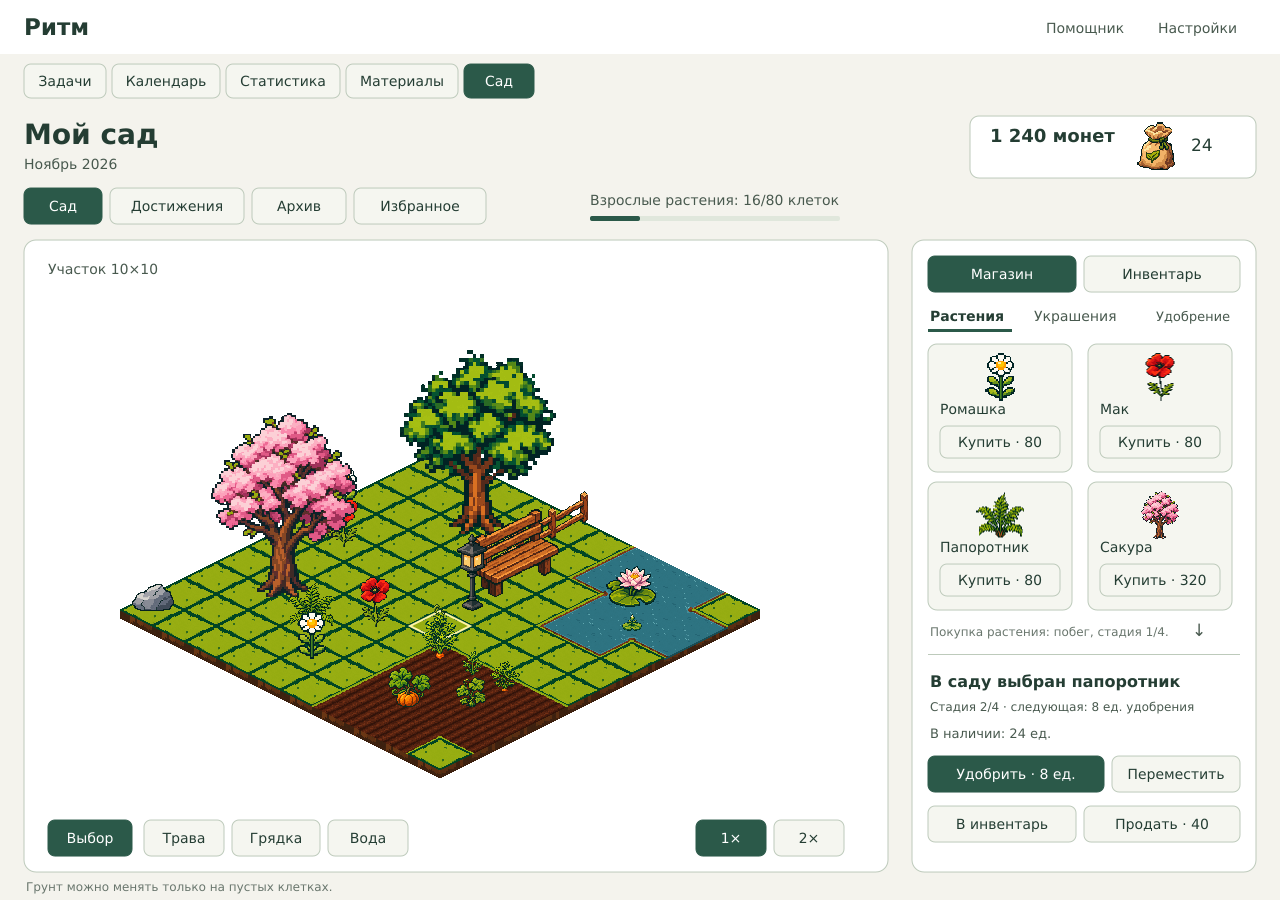 Ритм
Помощник
Настройки
Задачи
Календарь
Статистика
Материалы
Сад
Мой сад
Ноябрь 2026
1 240 монет
24
Сад
Достижения
Архив
Избранное
Взрослые растения: 16/80 клеток
Участок 10×10
Магазин
Инвентарь
Растения
Украшения
Удобрение
Ромашка
Купить · 80
Мак
Купить · 80
Папоротник
Купить · 80
Сакура
Купить · 320
Покупка растения: побег, стадия 1/4. ↓
В саду выбран папоротник
Стадия 2/4 · следующая: 8 ед. удобрения
В наличии: 24 ед.
Удобрить · 8 ед.
Переместить
В инвентарь
Продать · 40
Выбор
Трава
Грядка
Вода
1×
2×
Грунт можно менять только на пустых клетках.